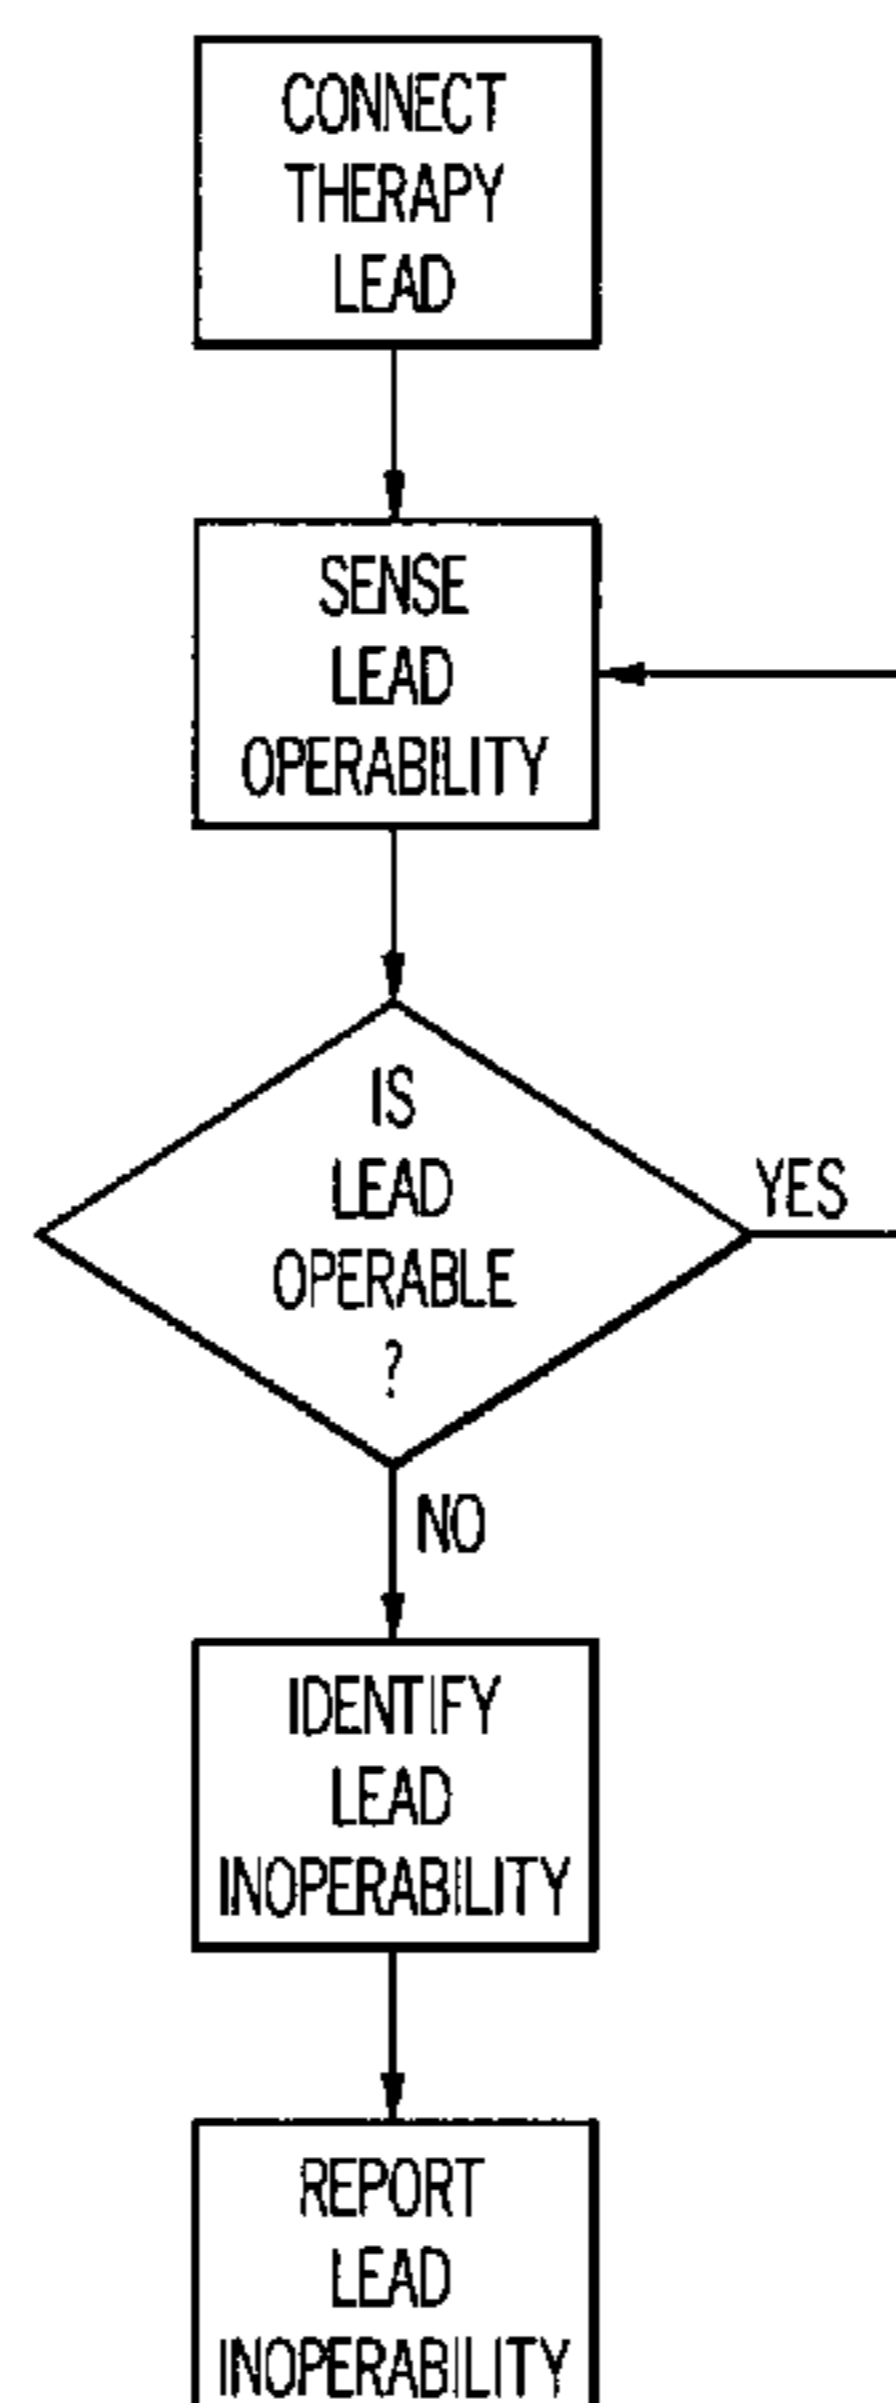 CONNECT
THERAPY
LEAD
SENSE
LEAD
OPERABILITY
IS
LEAD
OPERABLE
?
YES
NO
IDENTIFY
LEAD
INOPERABILITY
REPORT
LEAD
INOPERABILITY